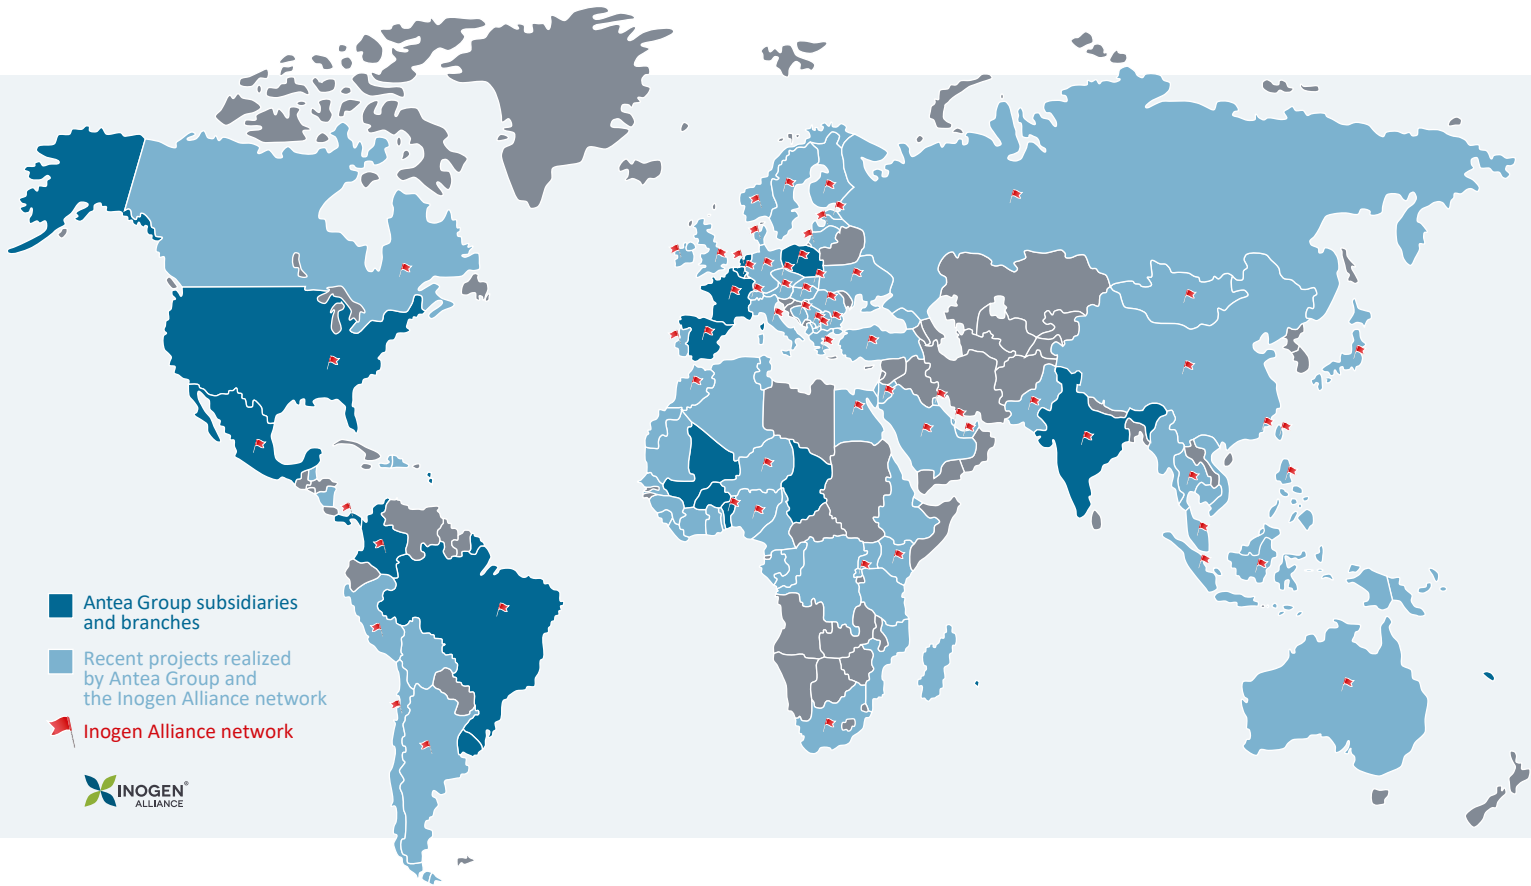 Antea Group subsidiaries
and branches
Recent projects realized
by Antea Group and
the Inogen Alliance network
Inogen Alliance network
INOGEN®
ALLIANCE